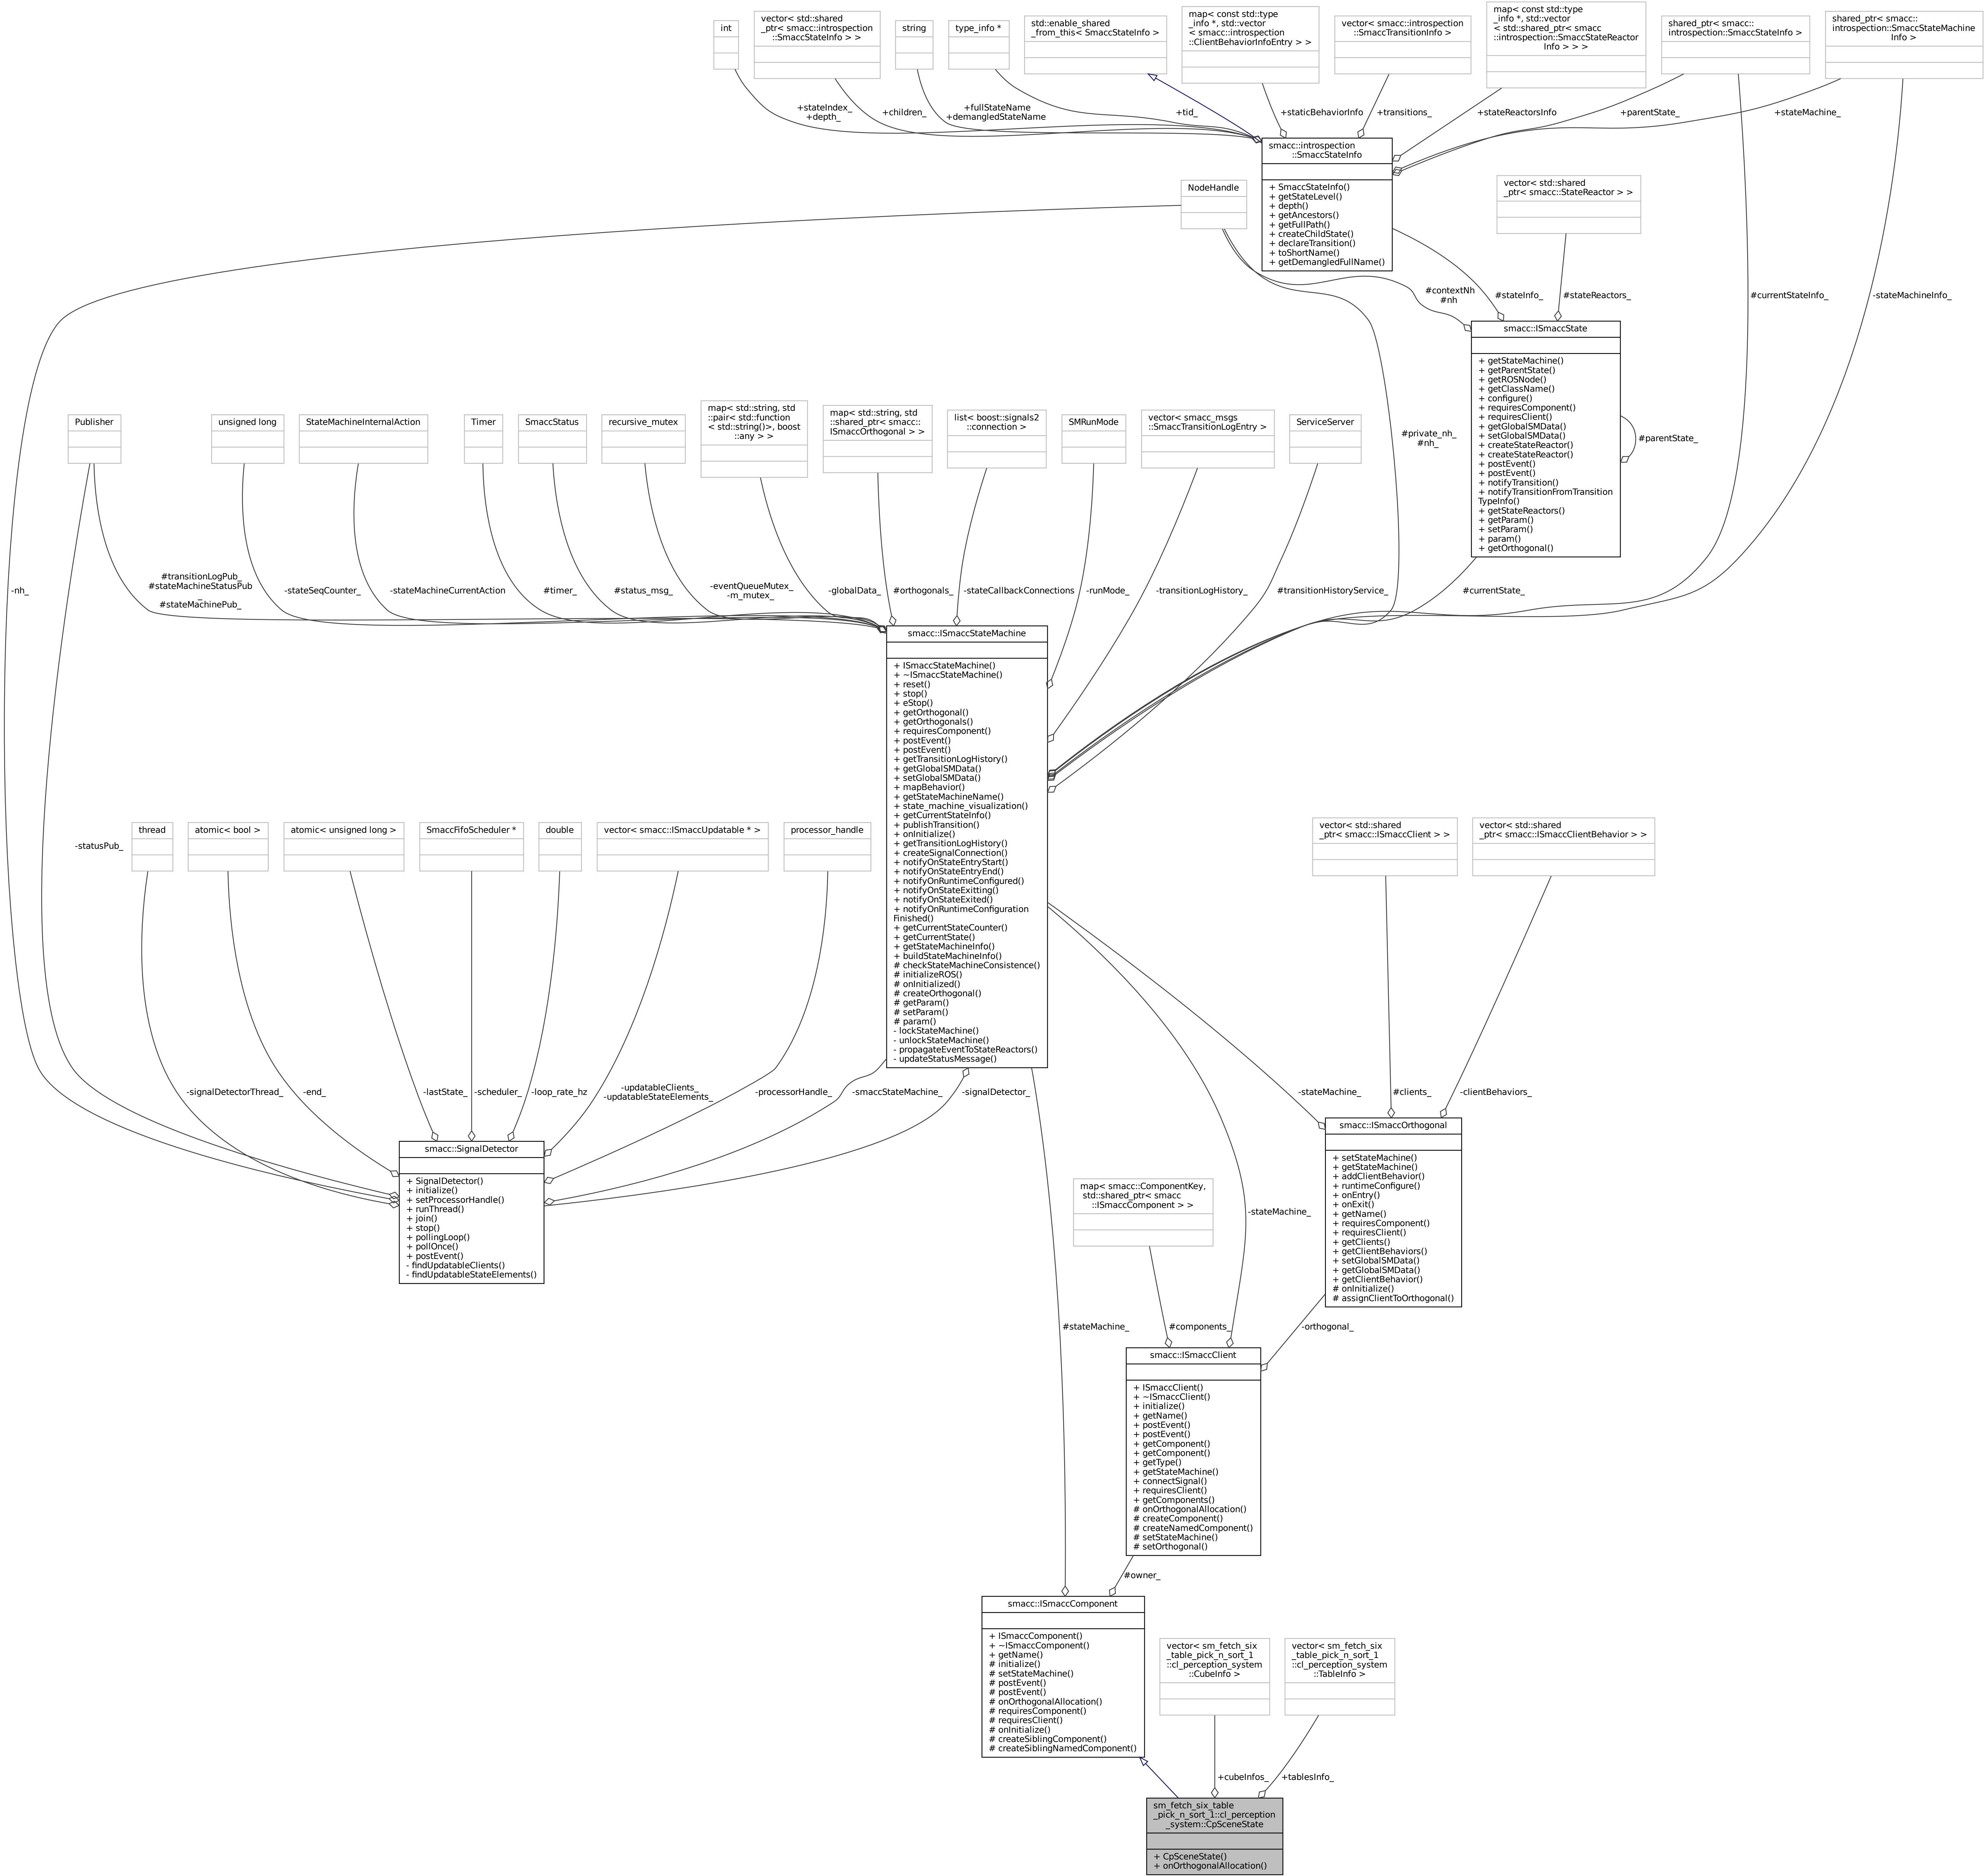 int
vector< std::shared
_ptr< smacc::introspection
::SmaccStateInfo > >
string
type_info *
std::enable_shared
_from_this< SmaccStateInfo >
map< const std::type
_info *, std::vector
< smacc::introspection
::ClientBehaviorInfoEntry > >
vector< smacc::introspection
::SmaccTransitionInfo >
map< const std::type
_info *, std::vector
< std::shared_ptr< smacc
::introspection::SmaccStateReactor
Info > > >
shared_ptr< smacc::
introspection::SmaccStateInfo >
shared_ptr< smacc::
introspection::SmaccStateMachine
Info >
+stateIndex_
+depth_
+children_
+fullStateName
+demangledStateName
+tid_
+staticBehaviorInfo
+transitions_
+stateReactorsInfo
+parentState_
+stateMachine_
smacc::introspection
::SmaccStateInfo
+ SmaccStateInfo()
+ getStateLevel()
+ depth()
+ getAncestors()
+ getFullPath()
+ createChildState()
+ declareTransition()
+ toShortName()
+ getDemangledFullName()
NodeHandle
vector< std::shared
_ptr< smacc::StateReactor > >
#contextNh
#nh
#stateInfo_
#stateReactors_
#currentStateInfo_
-stateMachineInfo_
smacc::ISmaccState
+ getStateMachine()
+ getParentState()
+ getROSNode()
+ getClassName()
+ configure()
+ requiresComponent()
+ requiresClient()
+ getGlobalSMData()
+ setGlobalSMData()
+ createStateReactor()
+ createStateReactor()
+ postEvent()
+ postEvent()
+ notifyTransition()
+ notifyTransitionFromTransition
TypeInfo()
+ getStateReactors()
+ getParam()
+ setParam()
+ param()
+ getOrthogonal()
#parentState_
Publisher
unsigned long
StateMachineInternalAction
Timer
SmaccStatus
recursive_mutex
map< std::string, std
::pair< std::function
< std::string()>, boost
::any > >
map< std::string, std
::shared_ptr< smacc::
ISmaccOrthogonal > >
list< boost::signals2
::connection >
SMRunMode
vector< smacc_msgs
::SmaccTransitionLogEntry >
ServiceServer
#private_nh_
#nh_
-nh_
#transitionLogPub_
#stateMachineStatusPub
_
#stateMachinePub_
-stateSeqCounter_
-stateMachineCurrentAction
#timer_
#status_msg_
-eventQueueMutex_
-m_mutex_
-globalData_
#orthogonals_
-stateCallbackConnections
-runMode_
-transitionLogHistory_
#transitionHistoryService_
#currentState_
smacc::ISmaccStateMachine
+ ISmaccStateMachine()
+ ~ISmaccStateMachine()
+ reset()
+ stop()
+ eStop()
+ getOrthogonal()
+ getOrthogonals()
+ requiresComponent()
+ postEvent()
+ postEvent()
+ getTransitionLogHistory()
+ getGlobalSMData()
+ setGlobalSMData()
+ mapBehavior()
+ getStateMachineName()
+ state_machine_visualization()
+ getCurrentStateInfo()
+ publishTransition()
+ onInitialize()
+ getTransitionLogHistory()
+ createSignalConnection()
+ notifyOnStateEntryStart()
+ notifyOnStateEntryEnd()
+ notifyOnRuntimeConfigured()
+ notifyOnStateExitting()
+ notifyOnStateExited()
+ notifyOnRuntimeConfiguration
Finished()
+ getCurrentStateCounter()
+ getCurrentState()
+ getStateMachineInfo()
+ buildStateMachineInfo()
# checkStateMachineConsistence()
# initializeROS()
# onInitialized()
# createOrthogonal()
# getParam()
# setParam()
# param()
- lockStateMachine()
- unlockStateMachine()
- propagateEventToStateReactors()
- updateStatusMessage()
-statusPub_
thread
atomic< bool >
atomic< unsigned long >
SmaccFifoScheduler *
double
vector< smacc::ISmaccUpdatable * >
processor_handle
vector< std::shared
_ptr< smacc::ISmaccClient > >
vector< std::shared
_ptr< smacc::ISmaccClientBehavior > >
-signalDetectorThread_
-end_
-lastState_
-scheduler_
-loop_rate_hz
-updatableClients_
-updatableStateElements_
-processorHandle_
-smaccStateMachine_
-signalDetector_
-stateMachine_
#clients_
-clientBehaviors_
smacc::SignalDetector
+ SignalDetector()
+ initialize()
+ setProcessorHandle()
+ runThread()
+ join()
+ stop()
+ pollingLoop()
+ pollOnce()
+ postEvent()
- findUpdatableClients()
- findUpdatableStateElements()
smacc::ISmaccOrthogonal
+ setStateMachine()
+ getStateMachine()
+ addClientBehavior()
+ runtimeConfigure()
+ onEntry()
+ onExit()
+ getName()
+ requiresComponent()
+ requiresClient()
+ getClients()
+ getClientBehaviors()
+ setGlobalSMData()
+ getGlobalSMData()
+ getClientBehavior()
# onInitialize()
# assignClientToOrthogonal()
map< smacc::ComponentKey,
std::shared_ptr< smacc
::ISmaccComponent > >
-stateMachine_
#stateMachine_
#components_
-orthogonal_
smacc::ISmaccClient
+ ISmaccClient()
+ ~ISmaccClient()
+ initialize()
+ getName()
+ postEvent()
+ postEvent()
+ getComponent()
+ getComponent()
+ getType()
+ getStateMachine()
+ connectSignal()
+ requiresClient()
+ getComponents()
# onOrthogonalAllocation()
# createComponent()
# createNamedComponent()
# setStateMachine()
# setOrthogonal()
#owner_
smacc::ISmaccComponent
+ ISmaccComponent()
+ ~ISmaccComponent()
+ getName()
# initialize()
# setStateMachine()
# postEvent()
# postEvent()
# onOrthogonalAllocation()
# requiresComponent()
# requiresClient()
# onInitialize()
# createSiblingComponent()
# createSiblingNamedComponent()
vector< sm_fetch_six
_table_pick_n_sort_1
::cl_perception_system
::CubeInfo >
vector< sm_fetch_six
_table_pick_n_sort_1
::cl_perception_system
::TableInfo >
+cubeInfos_
+tablesInfo_
sm_fetch_six_table
_pick_n_sort_1::cl_perception
_system::CpSceneState
+ CpSceneState()
+ onOrthogonalAllocation()